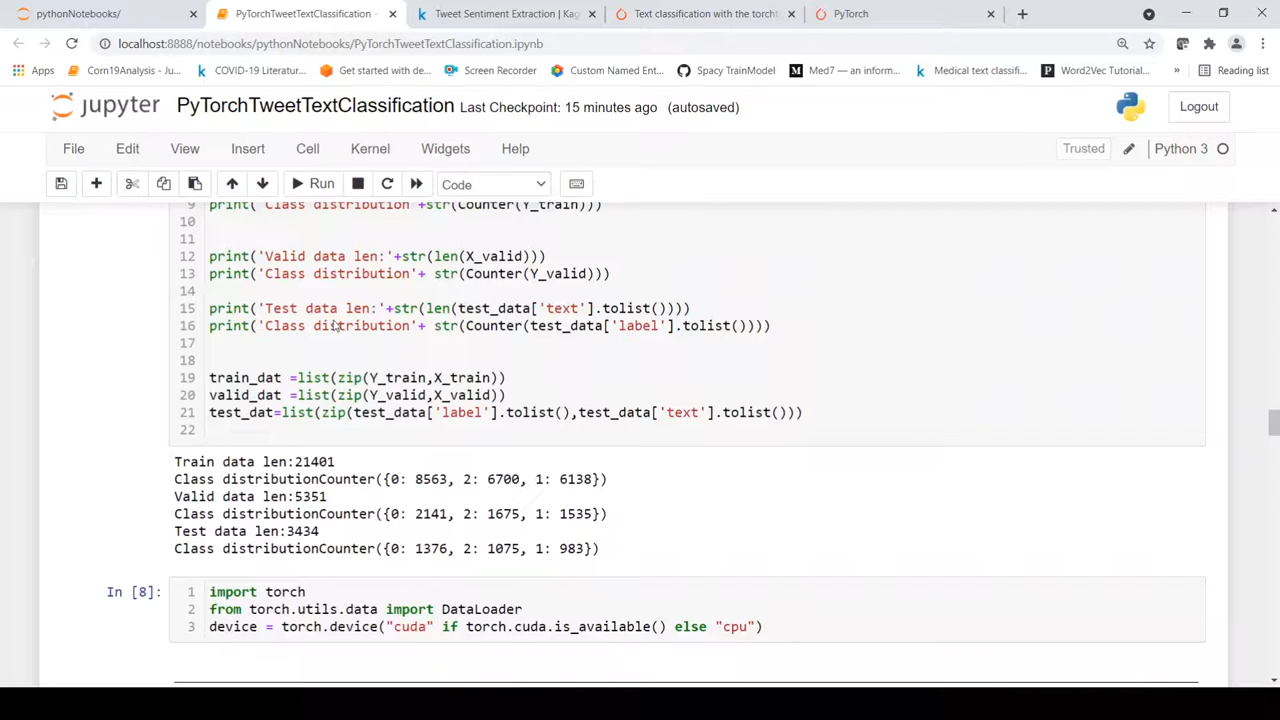 pythonNotebooks/
PyTorchTweetTextClassification -
Tweet Sentiment Extraction | Kag
Text classification with the torcht
PyTorch
localhost:8888/notebooks/pythonNotebooks/PyTorchTweetTextClassification.ipynb
Apps
Corn19Analysis - Ju...
COVID-19 Literatur...
Get started with de...
Screen Recorder
Custom Named Ent...
Spacy TrainModel
Med7 — an inform...
Medical text classifi...
Word2Vec Tutorial...
»
Reading list
jupyter PyTorchTweetTextClassification Last Checkpoint: 15 minutes ago (autosaved)
Logout
File Edit View Insert Cell Kernel Widgets Help
Trusted
Python 3
Run
Code
9 print('Class distribution'+str(Counter(Y_train)))
10
11
12 print('Valid data len:'+str(len(X_valid)))
13 print('Class distribution'+ str(Counter(Y_valid)))
14
15 print('Test data len:'+str(len(test_data['text'].tolist())))
16 print('Class distribution'+ str(Counter(test_data['label'].tolist())))
17
18
19 train_dat =list(zip(Y_train,X_train))
20 valid_dat =list(zip(Y_valid,X_valid))
21 test_dat=list(zip(test_data['label'].tolist(),test_data['text'].tolist()))
22
Train data len:21401
Class distributionCounter({0: 8563, 2: 6700, 1: 6138})
Valid data len:5351
Class distributionCounter({0: 2141, 2: 1675, 1: 1535})
Test data len:3434
Class distributionCounter({0: 1376, 2: 1075, 1: 983})
In [8]:
1 import torch
2 from torch.utils.data import DataLoader
3 device = torch.device("cuda" if torch.cuda.is_available() else "cpu")